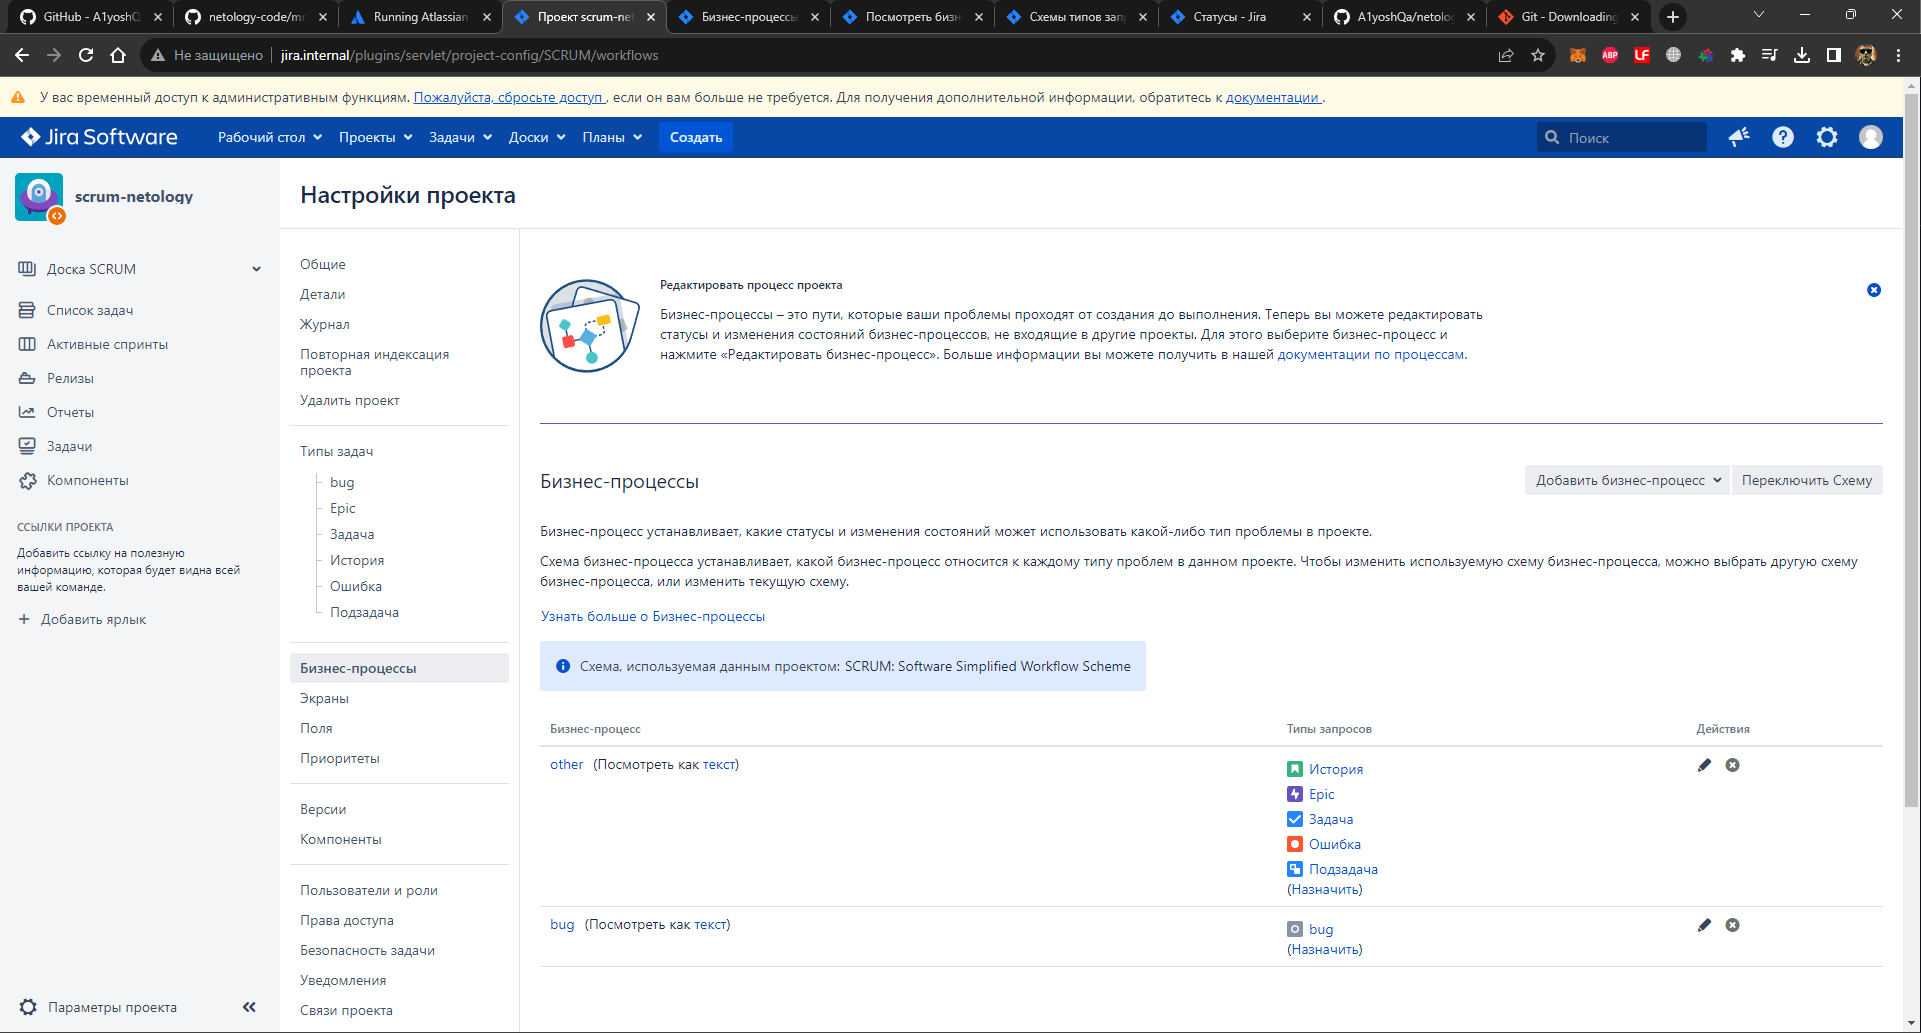 GitHub - A1yoshQ
netology-code/mn
Running Atlassian
Проект scrum-net
Бизнес-процессы
Посмотреть бизн
Схемы типов зап
Статусы - Jira
A1yoshQa/netolo
Git - Downloading
Не защищено
jira.internal/plugins/servlet/project-config/SCRUM/workflows
ABP
LF
У вас временный доступ к административным функциям. Пожалуйста, сбросьте доступ , если он вам больше не требуется. Для получения дополнительной информации, обратитесь к документации .
Jira Software
Рабочий стол
Проекты
Задачи
Доски
Планы
Создать
Поиск
scrum-netology
Доска SCRUM
Список задач
Активные спринты
Релизы
Отчеты
Задачи
Компоненты
ССЫЛКИ ПРОЕКТА
Добавить ссылку на полезную
информацию, которая будет видна всей
вашей команде.
Добавить ярлык
Параметры проекта
Настройки проекта
Общие
Детали
Журнал
Повторная индексация
проекта
Удалить проект
Типы задач
bug
Epic
Задача
История
Ошибка
Подзадача
Бизнес-процессы
Экраны
Поля
Приоритеты
Версии
Компоненты
Пользователи и роли
Права доступа
Безопасность задачи
Уведомления
Связи проекта
Редактировать процесс проекта
Бизнес-процессы – это пути, которые ваши проблемы проходят от создания до выполнения. Теперь вы можете редактировать
статусы и изменения состояний бизнес-процессов, не входящие в другие проекты. Для этого выберите бизнес-процесс и
нажмите «Редактировать бизнес-процесс». Больше информации вы можете получить в нашей документации по процессам.
Бизнес-процессы
Добавить бизнес-процесс
Переключить Схему
Бизнес-процесс устанавливает, какие статусы и изменения состояний может использовать какой-либо тип проблемы в проекте.
Схема бизнес-процесса устанавливает, какой бизнес-процесс относится к каждому типу проблем в данном проекте. Чтобы изменить используемую схему бизнес-процесса, можно выбрать другую схему
бизнес-процесса, или изменить текущую схему.
Узнать больше о Бизнес-процессы
Схема, используемая данным проектом: SCRUM: Software Simplified Workflow Scheme
Бизнес-процесс
Типы запросов
Действия
other (Посмотреть как текст)
История
Epic
Задача
Ошибка
Подзадача
(Назначить)
bug (Посмотреть как текст)
bug
(Назначить)